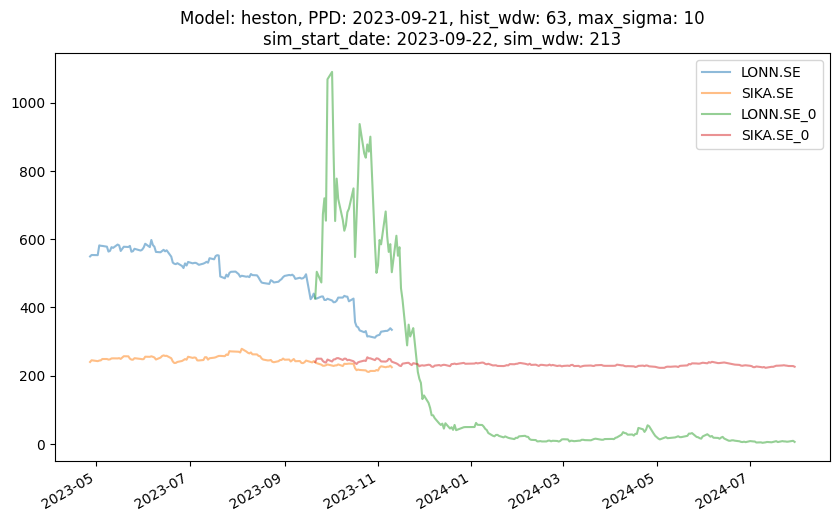 Model: heston, PPD: 2023-09-21, hist_wdw: 63, max_sigma: 10
sim_start_date: 2023-09-22, sim_wdw: 213
LONN.SE
SIKA.SE
LONN.SE_0
SIKA.SE_0
1000
800
600
400
200
0
2023-05
2023-07
2023-09
2023-11
2024-01
2024-03
2024-05
2024-07